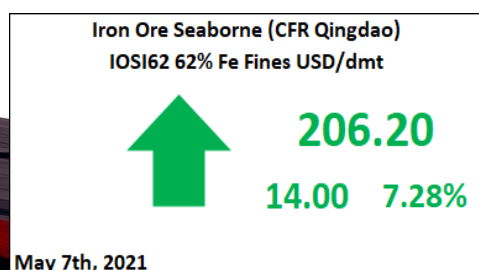 Iron Ore Seaborne (CFR Qingdao)
IOSI62 62% Fe Fines USD/dmt
206.20
14.00 7.28%
May 7th, 2021